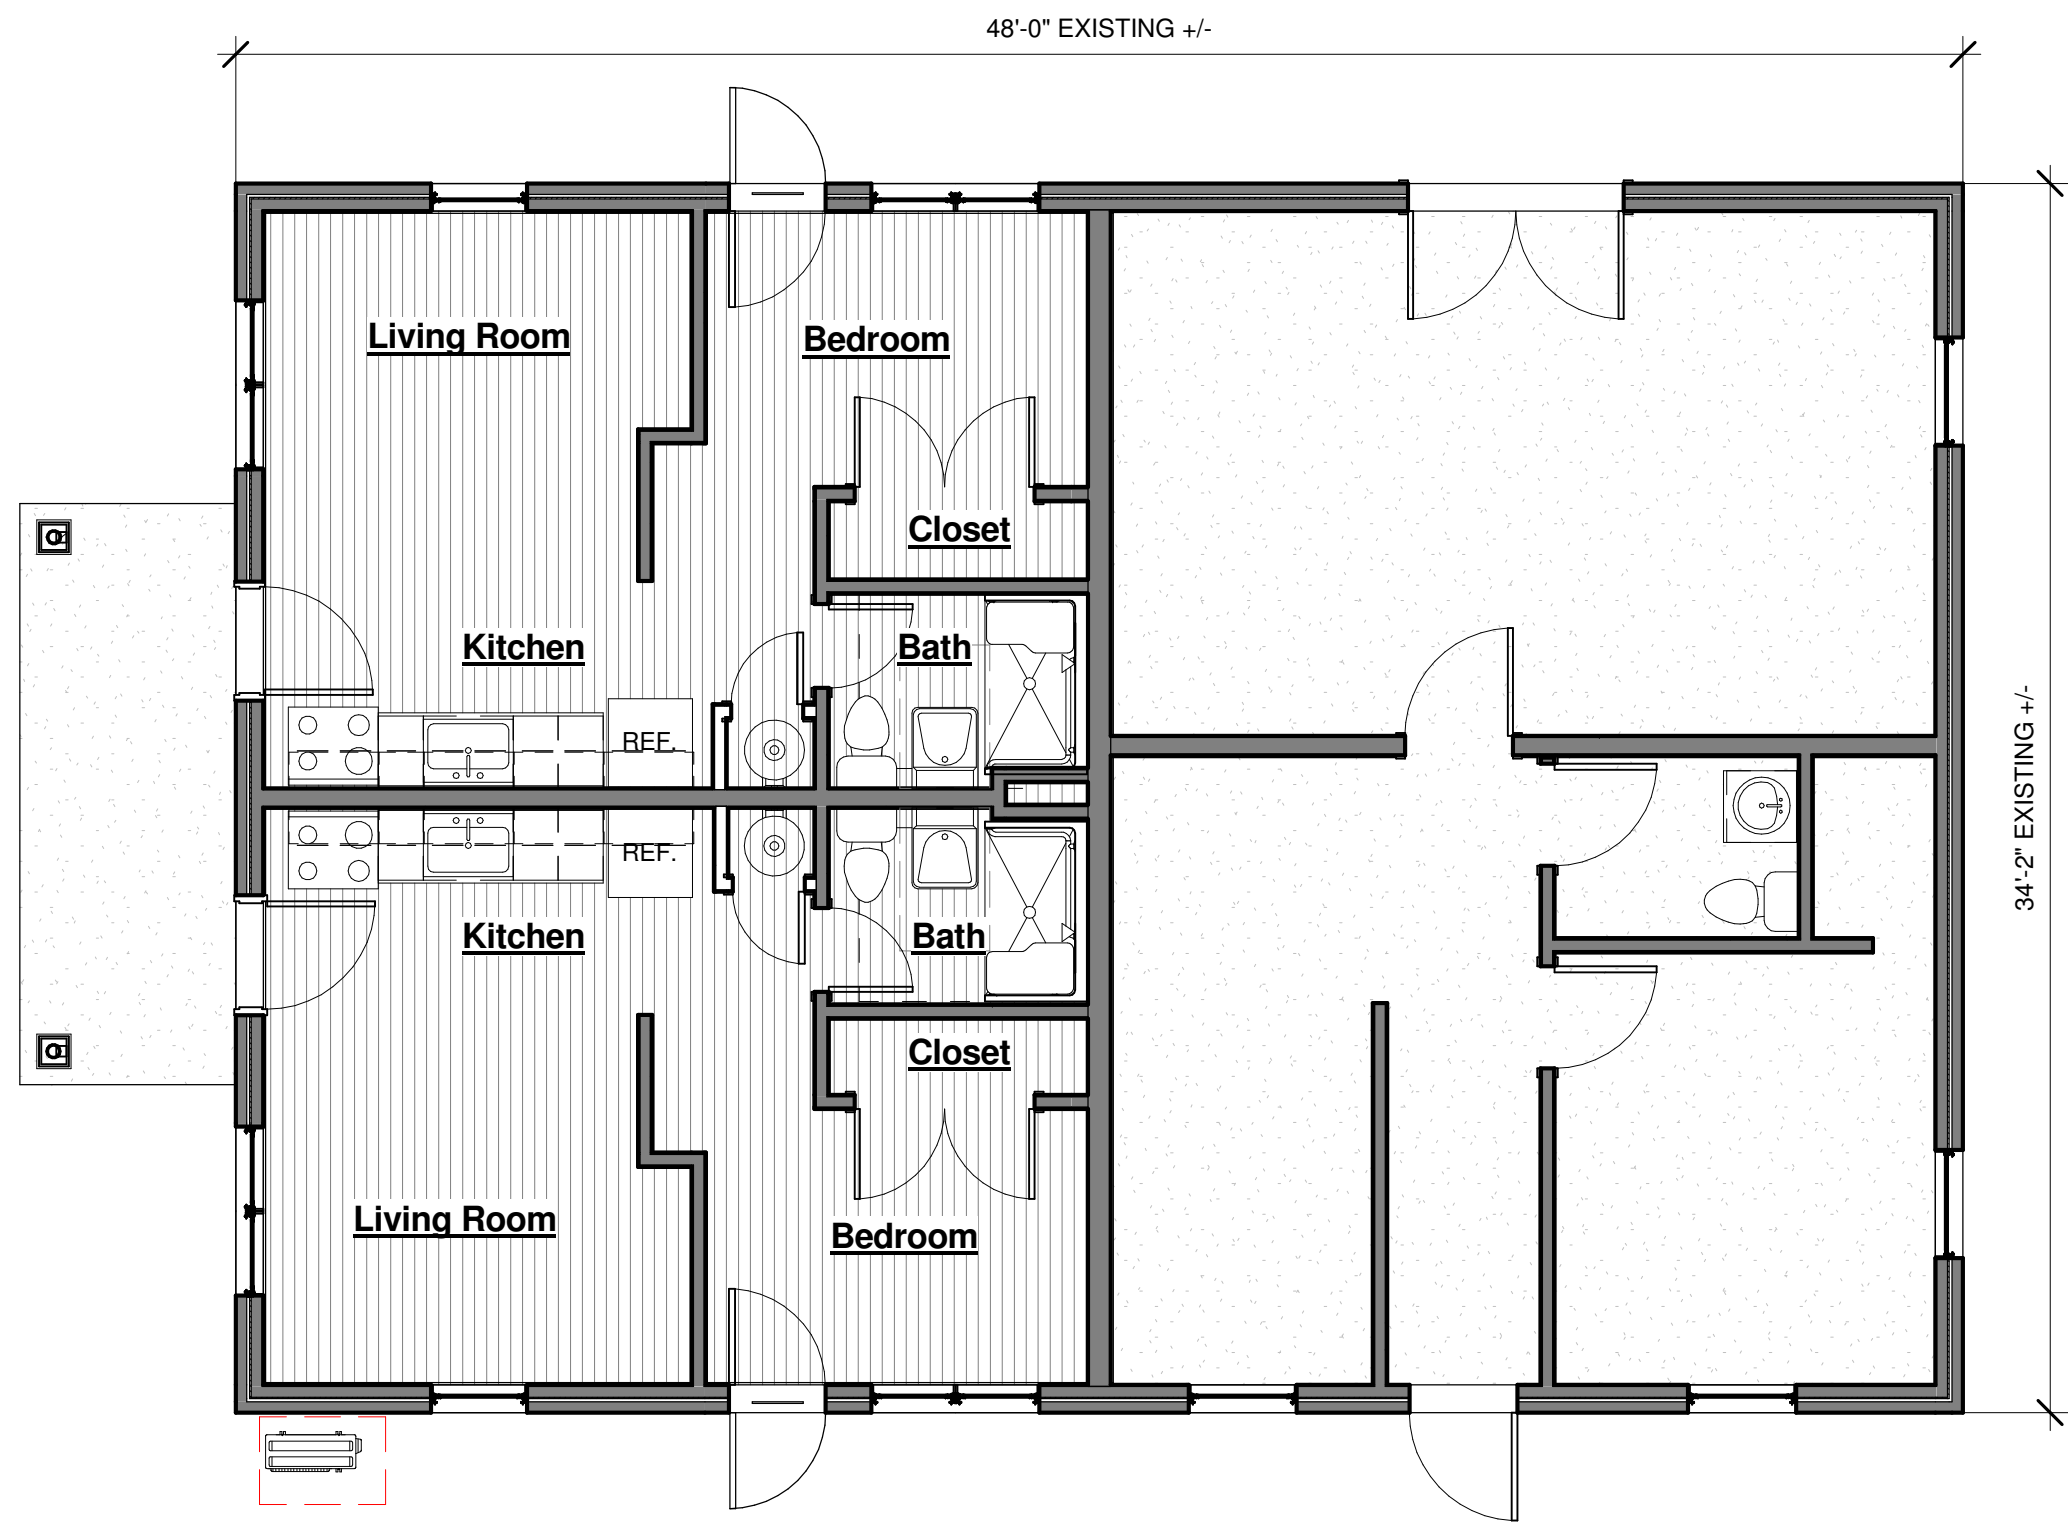 48'-0" EXISTING +/-
Living Room
Bedroom
Closet
Kitchen
Bath
REF.
34'-2" EXISTING +/-
REF.
Kitchen
Bath
Closet
Living Room
Bedroom